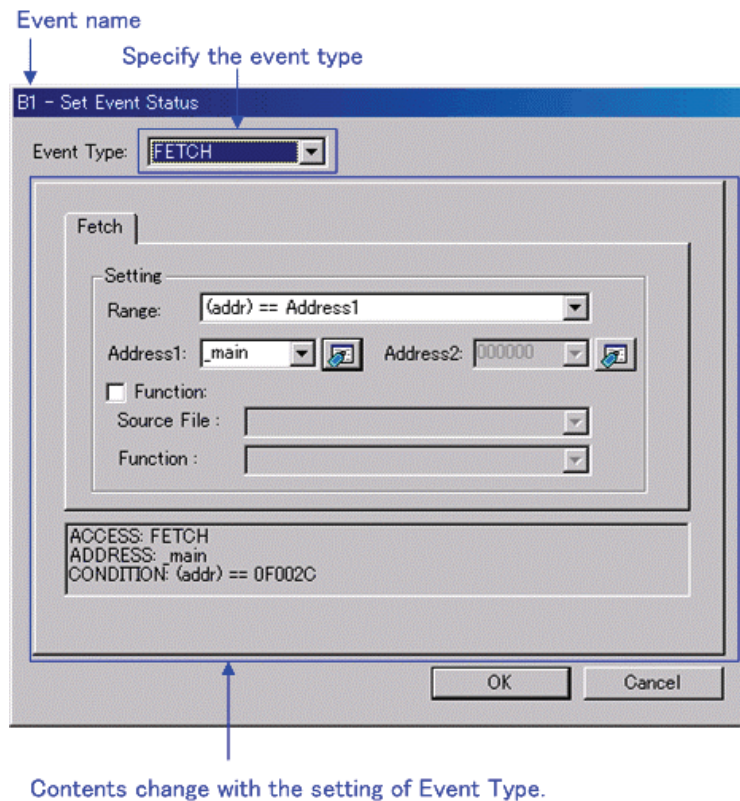 Event name
Specify the event type
B1 - Set Event Status
Event Type: FETCH
Fetch
Setting
Range: (addr) == Address1
Address1: _main Address2: 000000
Function:
Source File :
Function :
ACCESS: FETCH
ADDRESS: _main
CONDITION: (addr) == 0F002C
OK Cancel
Contents change with the setting of Event Type.